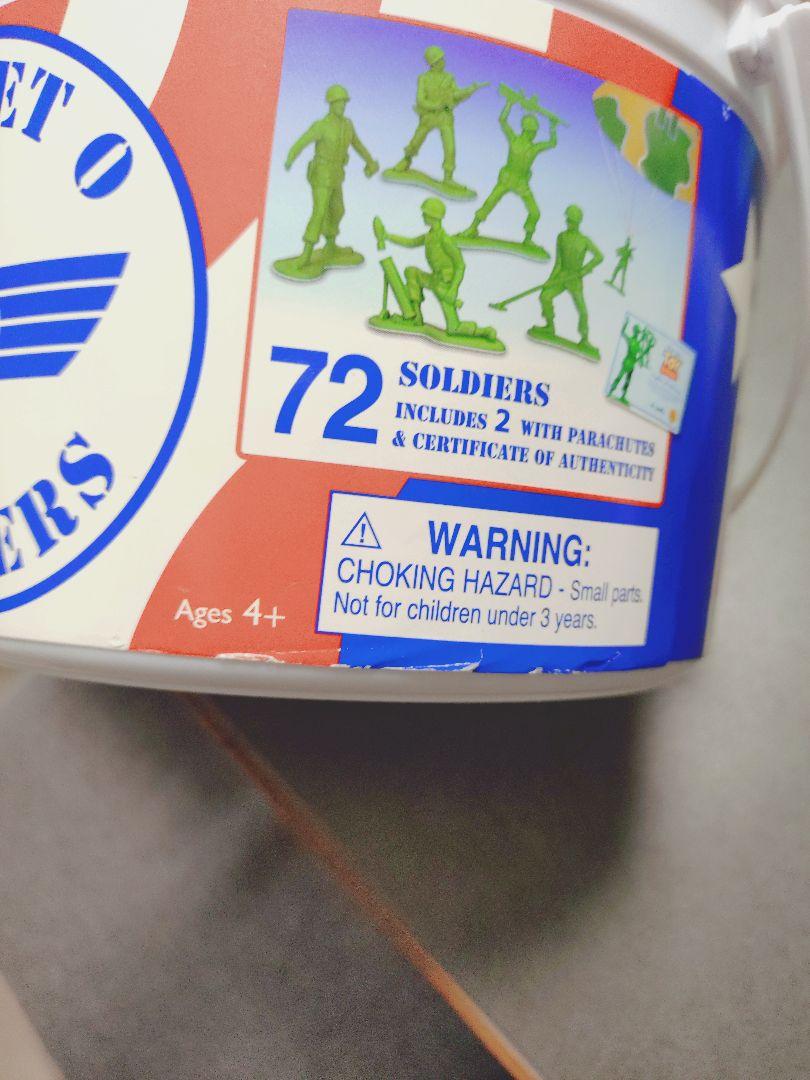 ET O
ERS
72
SOLDIERS
INCLUDES 2 WITH PARACHUTES
& CERTIFICATE OF AUTHENTICITY
WARNING:
CHOKING HAZARD - Small parts.
Not for children under 3 years.
Ages 4+